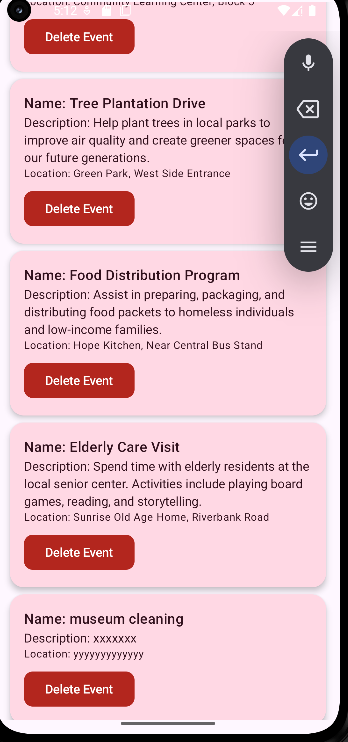 5:12
Location: Community Learning Center, Block
Delete Event
Name: Tree Plantation Drive
Description: Help plant trees in local parks to
improve air quality and create greener spaces
our future generations.
Location: Green Park, West Side Entrance
Delete Event
Name: Food Distribution Program
Description: Assist in preparing, packaging, and
distributing food packets to homeless individuals
and low-income families.
Location: Hope Kitchen, Near Central Bus Stand
Delete Event
Name: Elderly Care Visit
Description: Spend time with elderly residents at the
local senior center. Activities include playing board
games, reading, and storytelling.
Location: Sunrise Old Age Home, Riverbank Road
Delete Event
Name: museum cleaning
Description: xxxxxxx
Location: yyyyyyyyyyyyy
Delete Event